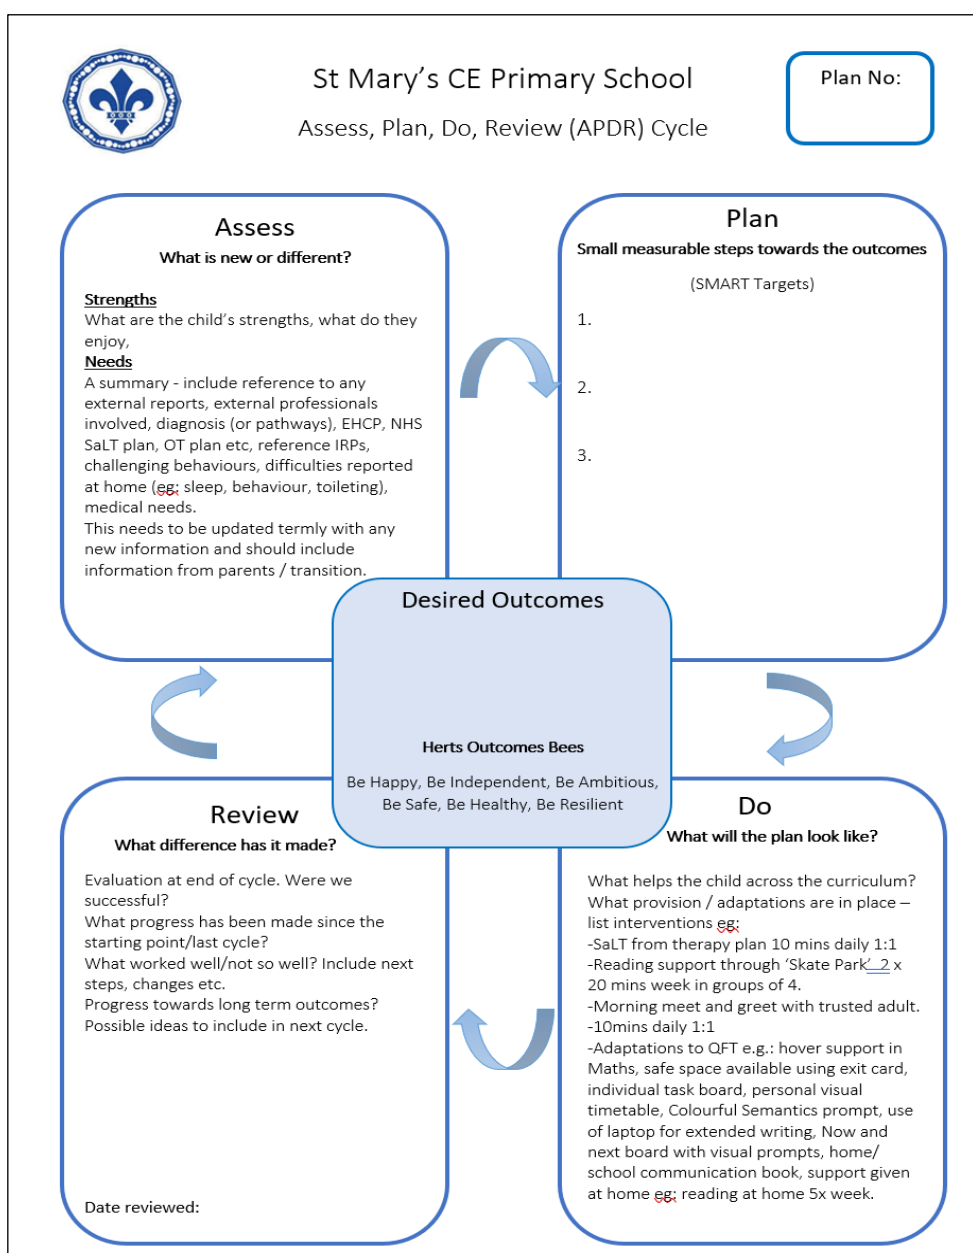 St Mary's CE Primary School
Assess, Plan, Do, Review (APDR) Cycle
Plan No:
Assess
What is new or different?
Strengths
What are the child's strengths, what do they
enjoy,
Needs
A summary - include reference to any
external reports, external professionals
involved, diagnosis (or pathways), EHCP, NHS
SaLT plan, OT plan etc, reference IRPs,
challenging behaviours, difficulties reported
at home (eg: sleep, behaviour, toileting),
medical needs.
This needs to be updated termly with any
new information and should include
information from parents / transition.
Plan
Small measurable steps towards the outcomes
(SMART Targets)
1.
2.
3.
Desired Outcomes
Herts Outcomes Bees
Be Happy, Be Independent, Be Ambitious,
Be Safe, Be Healthy, Be Resilient
Review
What difference has it made?
Evaluation at end of cycle. Were we
successful?
What progress has been made since the
starting point/last cycle?
What worked well/not so well? Include next
steps, changes etc.
Progress towards long term outcomes?
Possible ideas to include in next cycle.
Date reviewed:
Do
What will the plan look like?
What helps the child across the curriculum?
What provision / adaptations are in place –
list interventions eg:
-SaLT from therapy plan 10 mins daily 1:1
-Reading support through 'Skate Park' 2 x
20 mins week in groups of 4.
-Morning meet and greet with trusted adult.
-10mins daily 1:1
-Adaptations to QFT e.g.: hover support in
Maths, safe space available using exit card,
individual task board, personal visual
timetable, Colourful Semantics prompt, use
of laptop for extended writing, Now and
next board with visual prompts, home/
school communication book, support given
at home eg: reading at home 5x week.